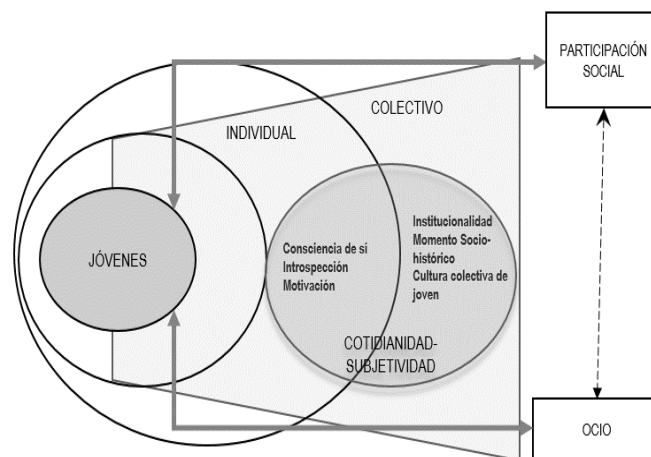 PARTICIPACIÓN
SOCIAL
COLECTIVO
INDIVIDUAL
JÓVENES
Consciencia de si
Introspección
Motivación
Institucionalidad
Momento Socio-
histórico
Cultura colectiva de
joven
COTIDIANIDAD-
SUBJETIVIDAD
OCIO